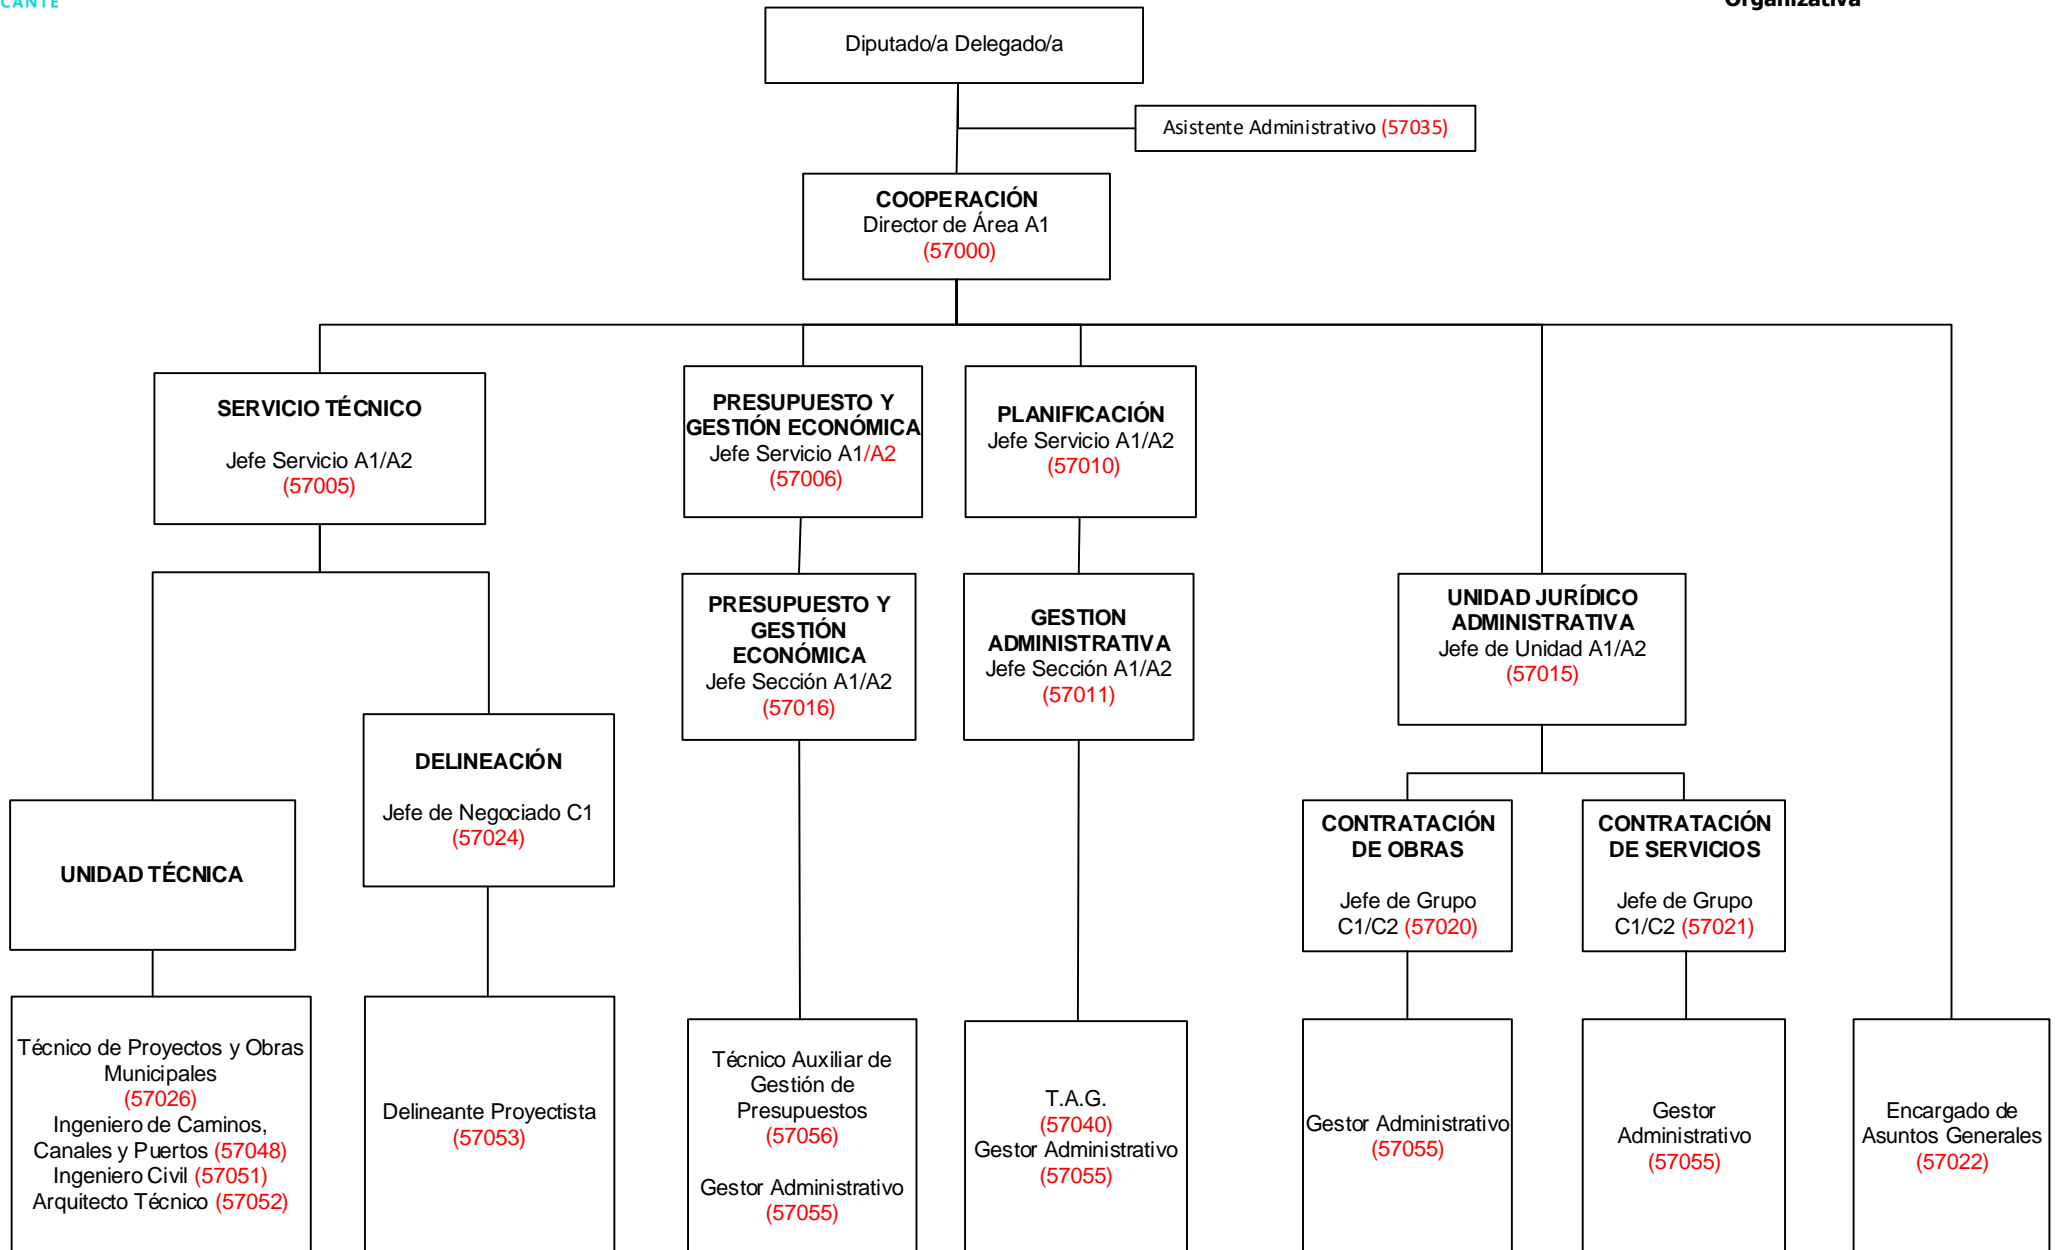 CANTE
Organizativa
Diputado/a Delegado/a
Asistente Administrativo (57035)
COOPERACIÓN
Director de Área A1
(57000)
SERVICIO TÉCNICO
Jefe Servicio A1/A2
(57005)
PRESUPUESTO Y
GESTIÓN ECONÓMICA
Jefe Servicio A1/A2
(57006)
PLANIFICACIÓN
Jefe Servicio A1/A2
(57010)
PRESUPUESTO Y
GESTIÓN
ECONÓMICA
Jefe Sección A1/A2
(57016)
GESTION
ADMINISTRATIVA
Jefe Sección A1/A2
(57011)
UNIDAD JURÍDICO
ADMINISTRATIVA
Jefe de Unidad A1/A2
(57015)
DELINEACIÓN
Jefe de Negociado C1
(57024)
UNIDAD TÉCNICA
CONTRATACIÓN
DE OBRAS
Jefe de Grupo
C1/C2 (57020)
CONTRATACIÓN
DE SERVICIOS
Jefe de Grupo
C1/C2 (57021)
Técnico de Proyectos y Obras
Municipales
(57026)
Ingeniero de Caminos,
Canales y Puertos (57048)
Ingeniero Civil (57051)
Arquitecto Técnico (57052)
Delineante Proyectista
(57053)
Técnico Auxiliar de
Gestión de
Presupuestos
(57056)
Gestor Administrativo
(57055)
T.A.G.
(57040)
Gestor Administrativo
(57055)
Gestor Administrativo
(57055)
Gestor
Administrativo
(57055)
Encargado de
Asuntos Generales
(57022)